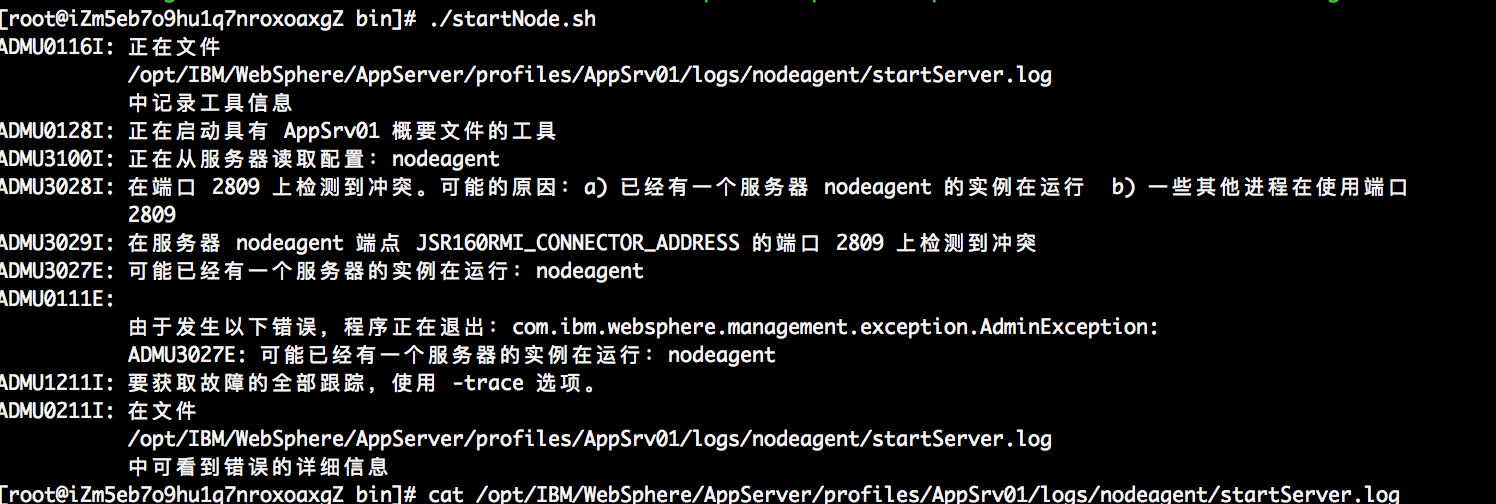 [root@iZm5eb7o9hu1q7nroxoaxgZ bin]# ./startNode.sh
ADMU0116I: 正在文件
/opt/IBM/WebSphere/AppServer/profiles/AppSrv01/logs/nodeagent/startServer.log
中记录工具信息
ADMU0128I: 正在启动具有 AppSrv01 概要文件的工具
ADMU3100I: 正在从服务器读取配置：nodeagent
ADMU3028I: 在端口 2809 上检测到冲突。可能的原因：a) 已经有一个服务器 nodeagent 的实例在运行  b) 一些其他进程在使用端口
2809
ADMU3029I: 在服务器 nodeagent 端点 JSR160RMI_CONNECTOR_ADDRESS 的端口 2809 上检测到冲突
ADMU3027E: 可能已经有一个服务器的实例在运行：nodeagent
ADMU0111E:
由于发生以下错误，程序正在退出：com.ibm.websphere.management.exception.AdminException:
ADMU3027E: 可能已经有一个服务器的实例在运行：nodeagent
ADMU1211I: 要获取故障的全部跟踪，使用 -trace 选项。
ADMU0211I: 在文件
/opt/IBM/WebSphere/AppServer/profiles/AppSrv01/logs/nodeagent/startServer.log
中可看到错误的详细信息
[root@iZm5eb7o9hu1q7nroxoaxgZ bin]# cat /opt/IBM/WebSphere/AppServer/profiles/AppSrv01/logs/nodeagent/startServer.log